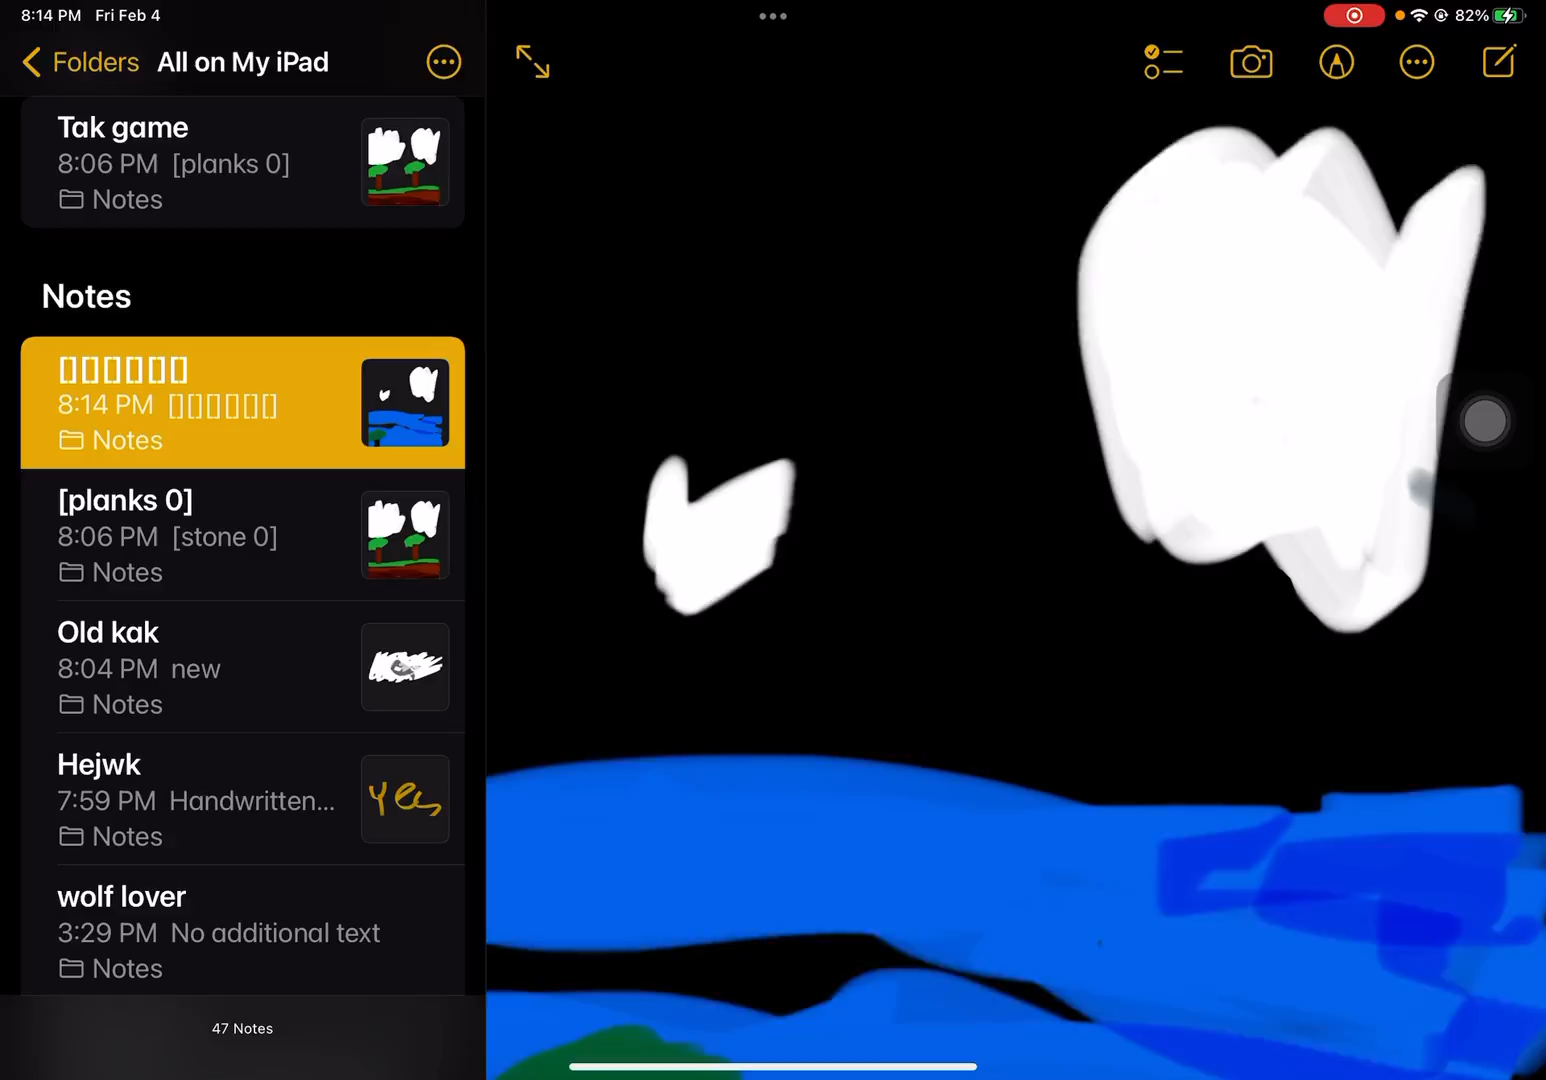 8:14 PM Fri Feb 4
82%
Folders
All on My iPad
Tak game
8:06 PM [planks 0]
Notes
Notes
[][][][][][]
8:14 PM [][][][][][]
Notes
[planks 0]
8:06 PM [stone 0]
Notes
Old kak
8:04 PM new
Notes
Hejwk
7:59 PM Handwritten...
Yes
Notes
wolf lover
3:29 PM No additional text
Notes
47 Notes